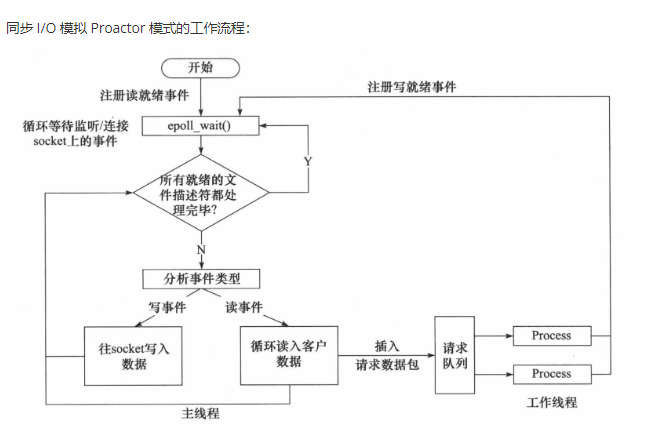 同步 I/O 模拟 Proactor 模式的工作流程：
开始
注册读就绪事件
注册写就绪事件
循环等待监听/连接
socket上的事件
epoll_wait()
Y
所有就绪的文
件描述符都处
理完毕?
N
分析事件类型
写事件
读事件
往socket写入
数据
循环读入客户
数据
插入
请求数据包
请求
队列
Process
Process
主线程
工作线程